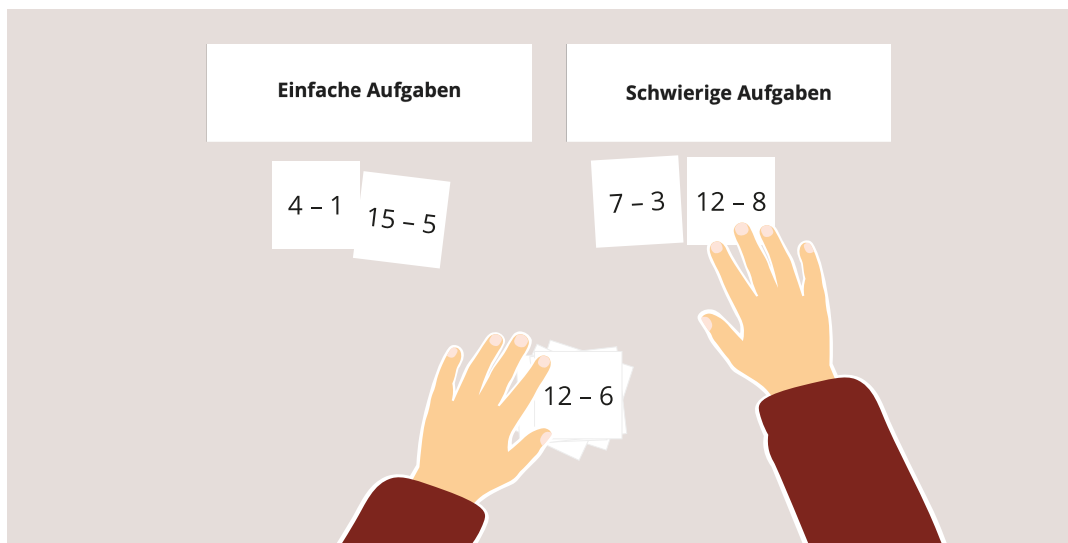 Einfache Aufgaben
Schwierige Aufgaben
4 – 1
15 – 5
7 – 3
12 – 8
12 – 6